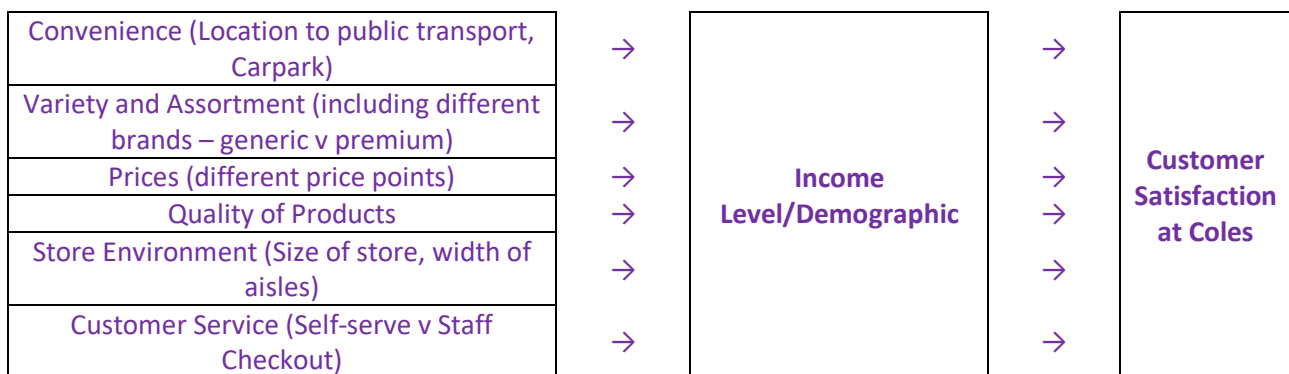 Convenience (Location to public transport,
Carpark)
→ →
Variety and Assortment (including different
brands – generic v premium)
→ →
Prices (different price points)
→ →
Quality of Products
→ →
Store Environment (Size of store, width of
aisles)
→ →
Customer Service (Self-serve v Staff
Checkout)
→ →
Income
Level/Demographic
Customer
Satisfaction
at Coles